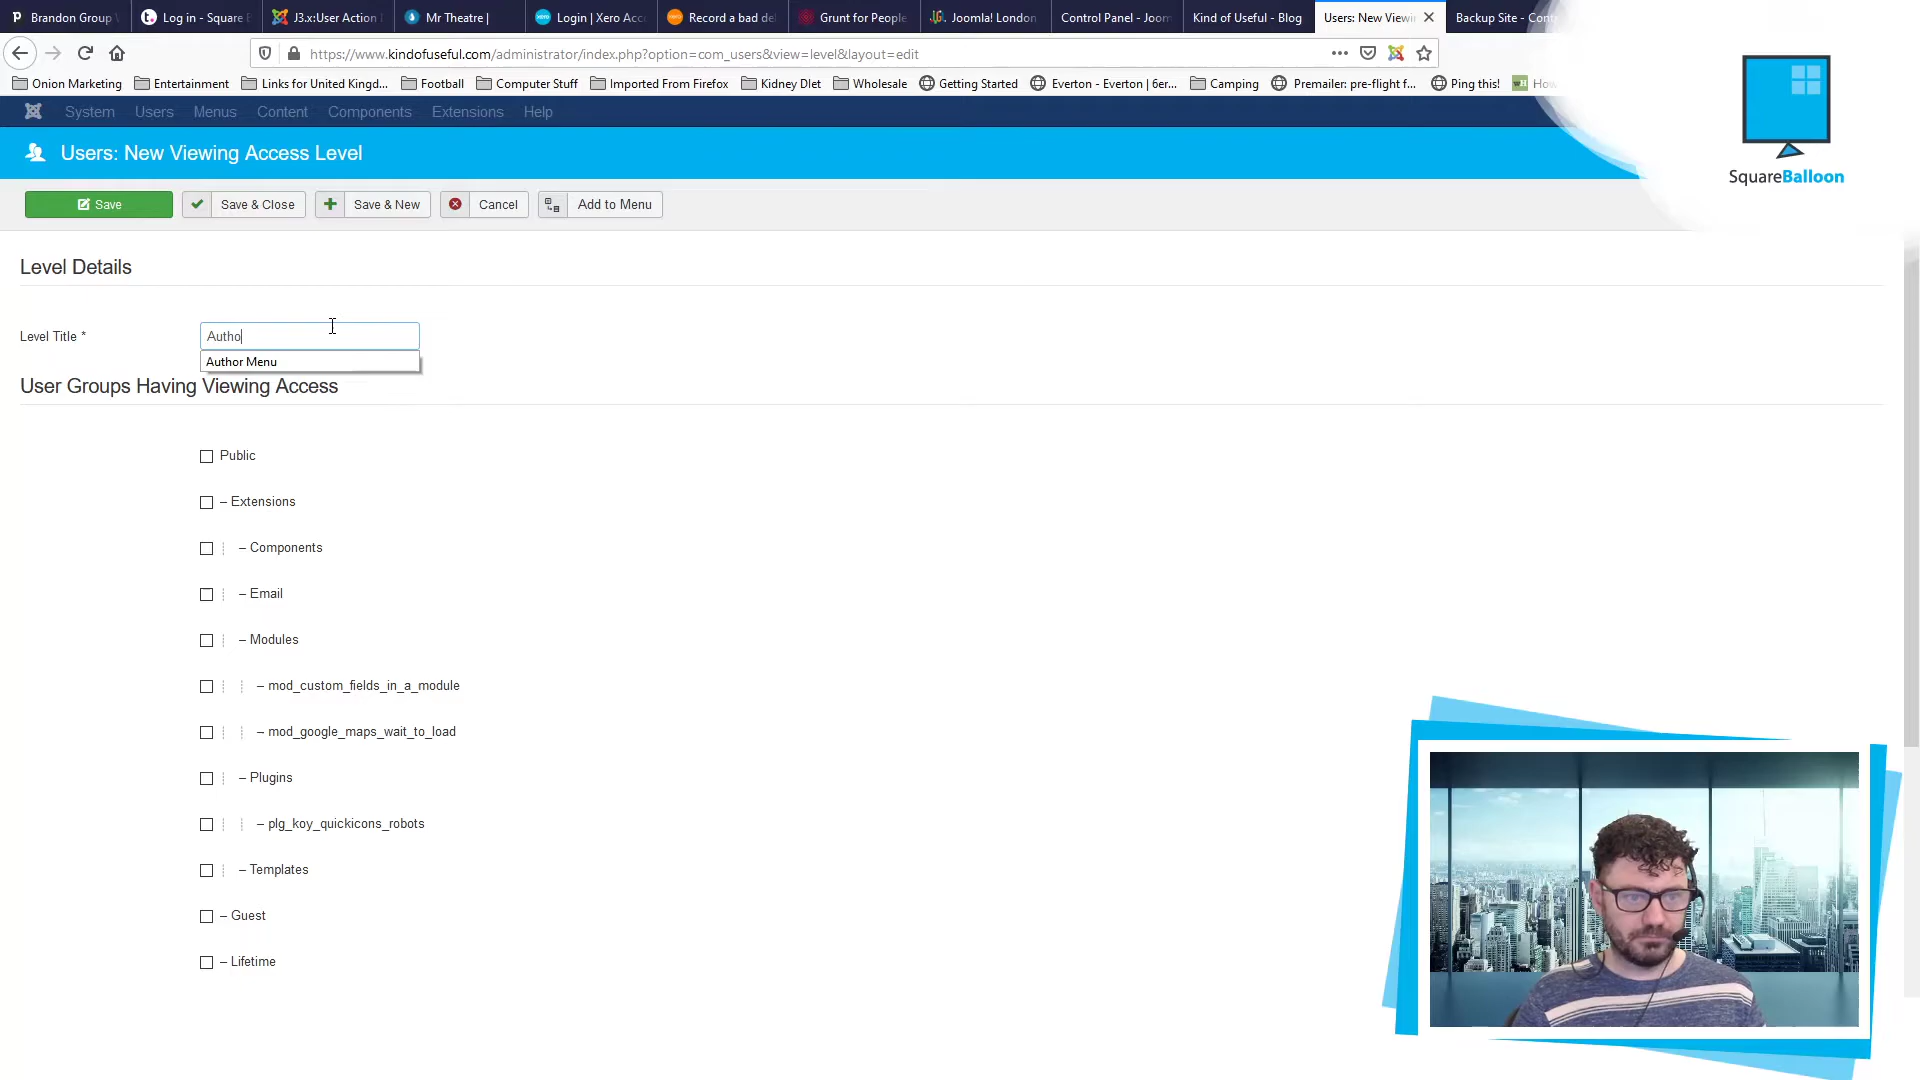 Brandon Group Log in - Square J3.x:User Action Mr Theatre | Login | Xero Acc Record a bad de Grunt for People Joomla! London Control Panel - Joom Kind of Useful - Blog Users: New Viewin Backup Site - Cont
https://www.kindofuseful.com/administrator/index.php?option=com_users&view=level&layout=edit
Onion Marketing Entertainment Links for United Kingd... Football Computer Stuff Imported From Firefox Kidney DIet Wholesale Getting Started Everton - Everton | 6er... Camping Premailer: pre-flight f... Ping this! How
System Users Menus Content Components Extensions Help
Users: New Viewing Access Level
SquareBalloon
Save Save & Close Save & New Cancel Add to Menu
Level Details
Level Title * Autho
Author Menu
User Groups Having Viewing Access
Public
– Extensions
– Components
– Email
– Modules
– mod_custom_fields_in_a_module
– mod_google_maps_wait_to_load
– Plugins
– plg_koy_quickicons_robots
– Templates
– Guest
– Lifetime